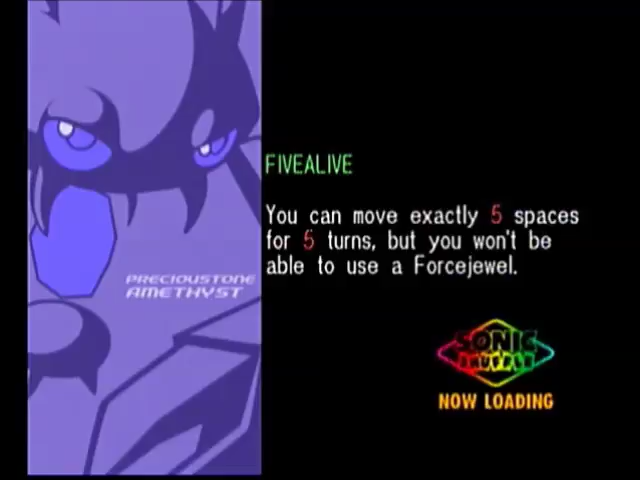 FIVEALIVE
You can move exactly 5 spaces
for 5 turns, but you won't be
able to use a Forcejewel.
PRECIOUSTONE
AMETHYST
SONIC
SHUFFLE
NOW LOADING